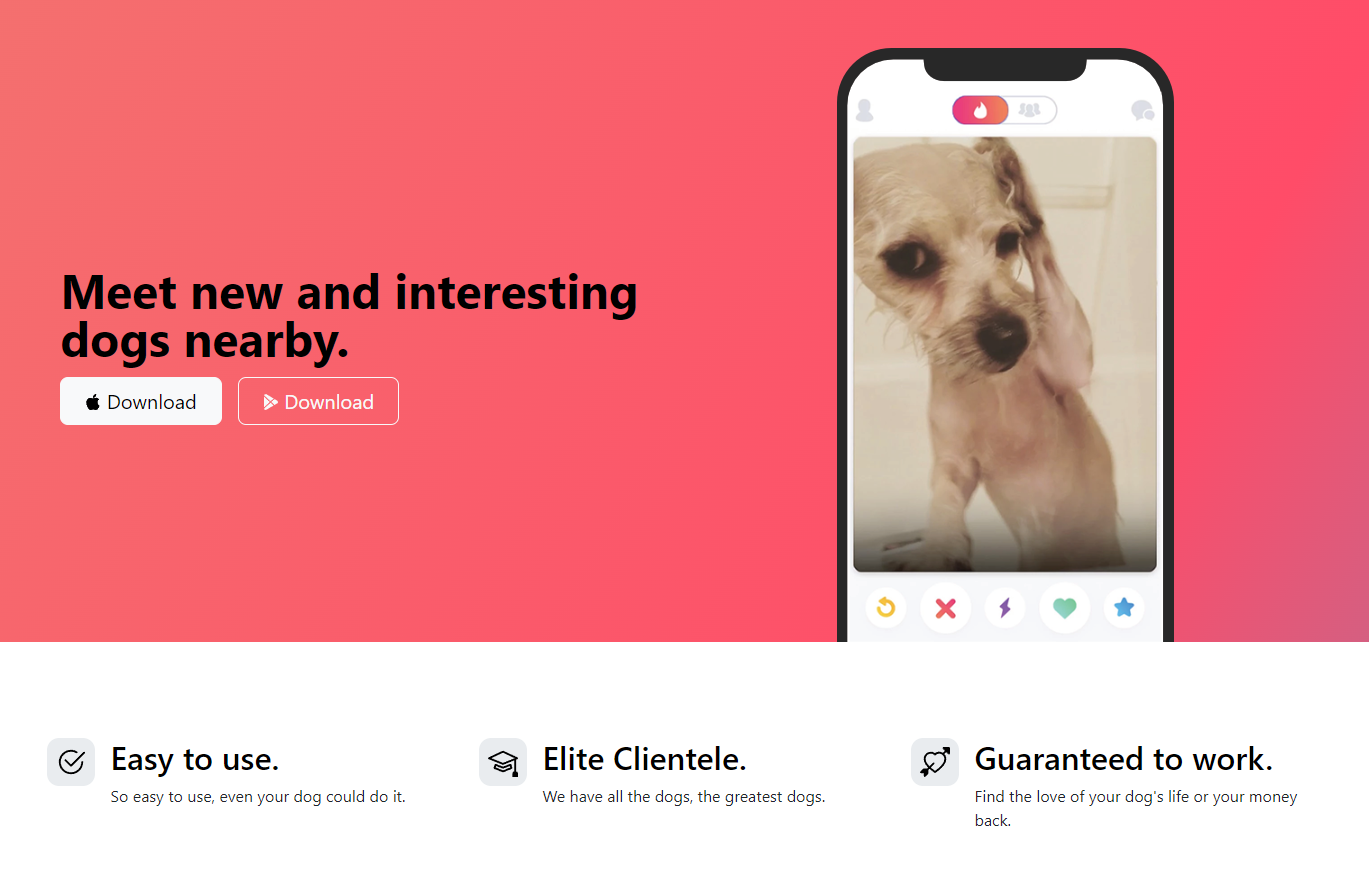 Meet new and interesting
dogs nearby.
Download
Download
Easy to use.
So easy to use, even your dog could do it.
Elite Clientele.
We have all the dogs, the greatest dogs.
Guaranteed to work.
Find the love of your dog's life or your money
back.